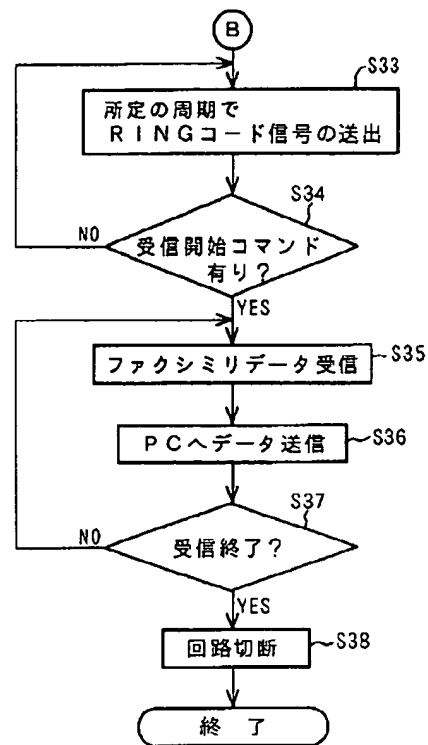 B
S33
所定の周期で
RINGコード信号の送出
S34
受信開始コマンド
有り?
NO
YES
ファクシミリデータ受信
S35
PCへデータ送信
S36
S37
受信終了?
NO
YES
回路切断
S38
終 了